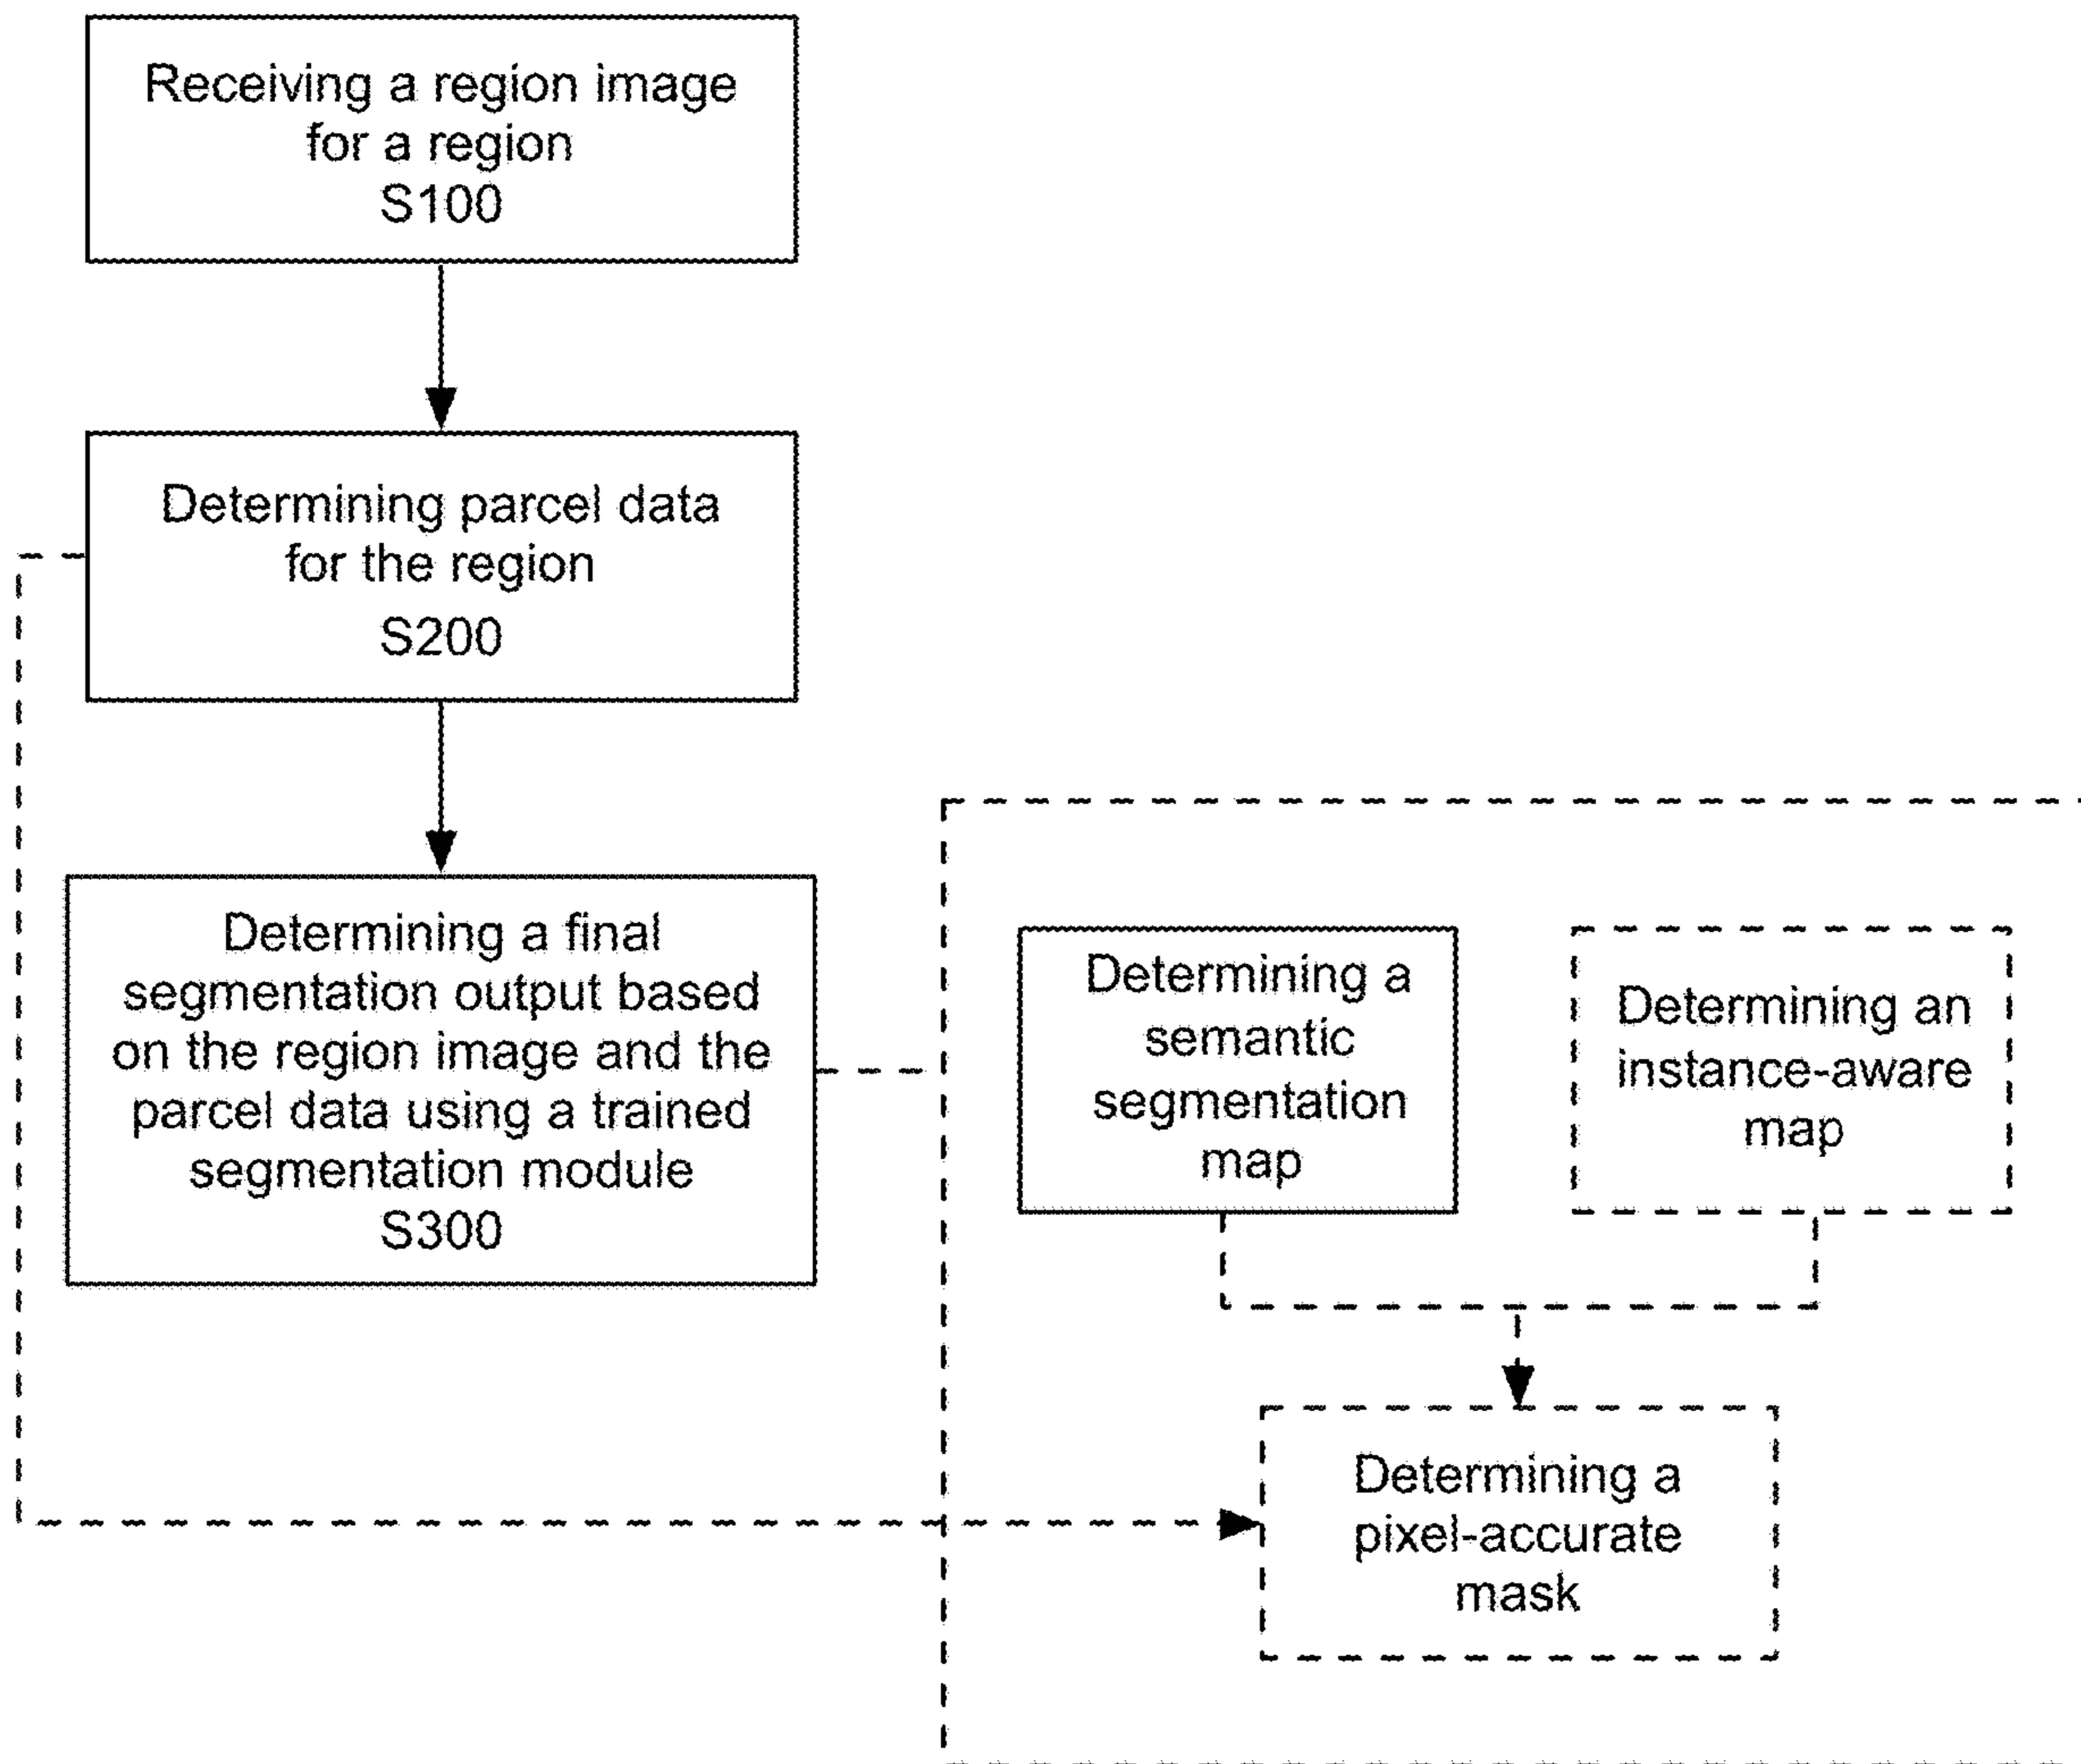 Receiving a region image
for a region
S100
Determining parcel data
for the region
S200
Determining a final
segmentation output based
on the region image and the
parcel data using a trained
segmentation module
S300
Determining a
semantic
segmentation
map
Determining an
instance-aware
map
Determining a
pixel-accurate
mask